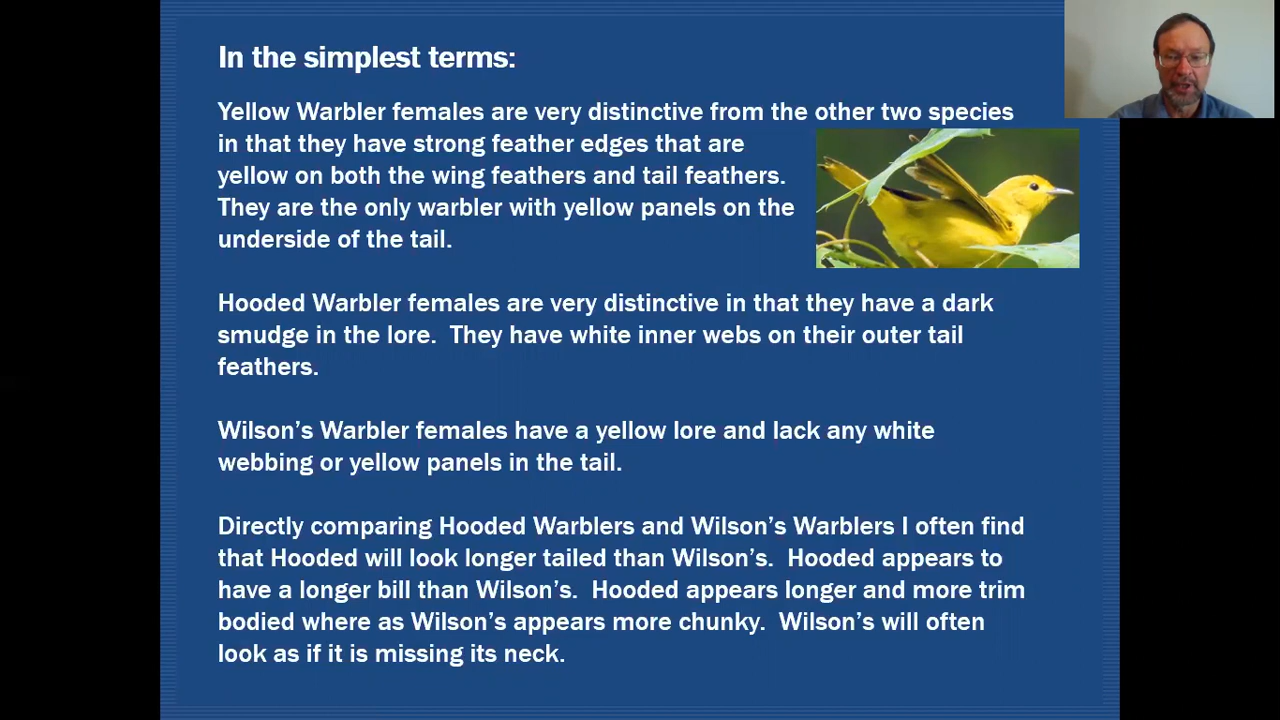 In the simplest terms:
Yellow Warbler females are very distinctive from the other two species
in that they have strong feather edges that are
yellow on both the wing feathers and tail feathers.
They are the only warbler with yellow panels on the
underside of the tail.
Hooded Warbler females are very distinctive in that they have a dark
smudge in the lore.  They have white inner webs on their outer tail
feathers.
Wilson's Warbler females have a yellow lore and lack any white
webbing or yellow panels in the tail.
Directly comparing Hooded Warblers and Wilson's Warblers I often find
that Hooded will look longer tailed than Wilson's.  Hooded appears to
have a longer bill than Wilson's.  Hooded appears longer and more trim
bodied where as Wilson's appears more chunky.  Wilson's will often
look as if it is missing its neck.